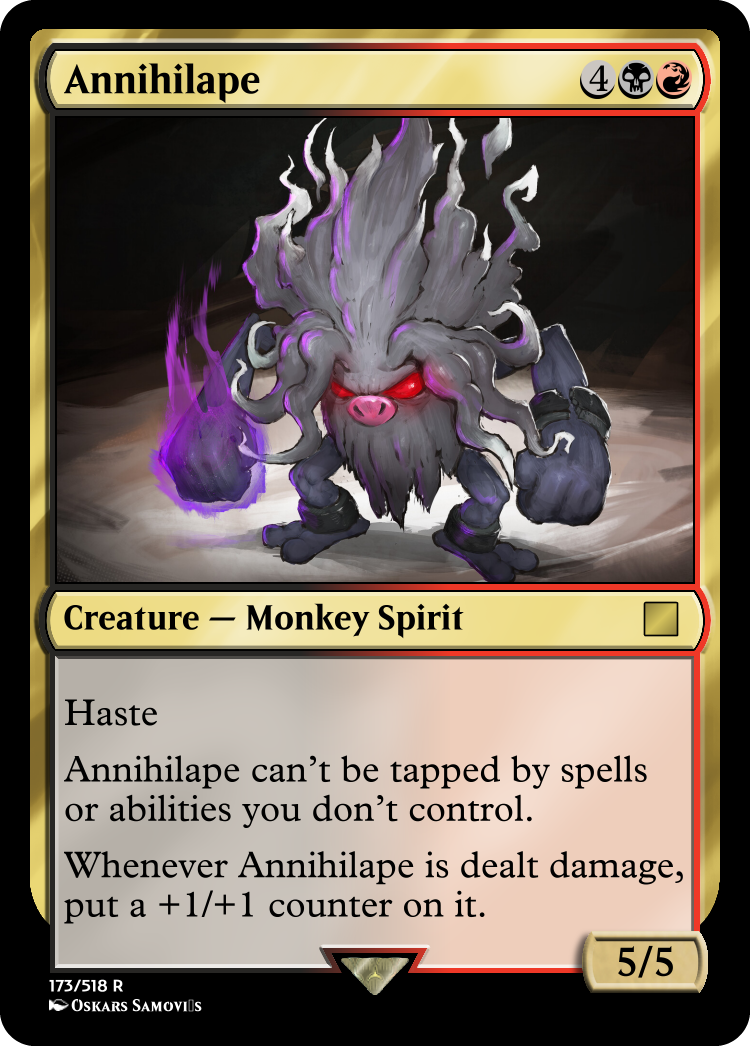 Annihilape 4
Creature — Monkey Spirit
Haste
Annihilape can't be tapped by spells
or abilities you don't control.
Whenever Annihilape is dealt damage,
put a +1/+1 counter on it.
5/5
173/518 R
Oskars Samovi▯s